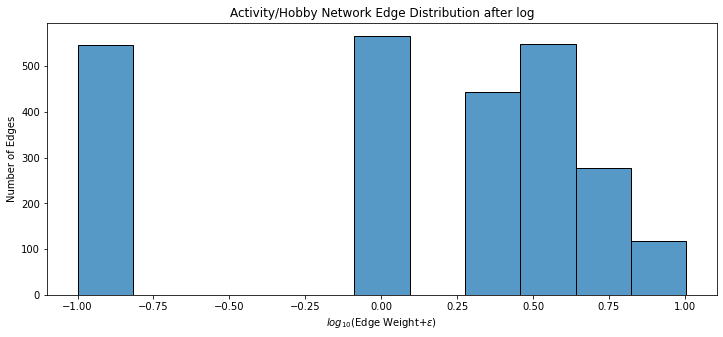 Activity/Hobby Network Edge Distribution after log
Number of Edges
500
400
300
200
100
0
−1.00 −0.75 −0.50 −0.25 0.00 0.25 0.50 0.75 1.00
log₁₀(Edge Weight+ε)